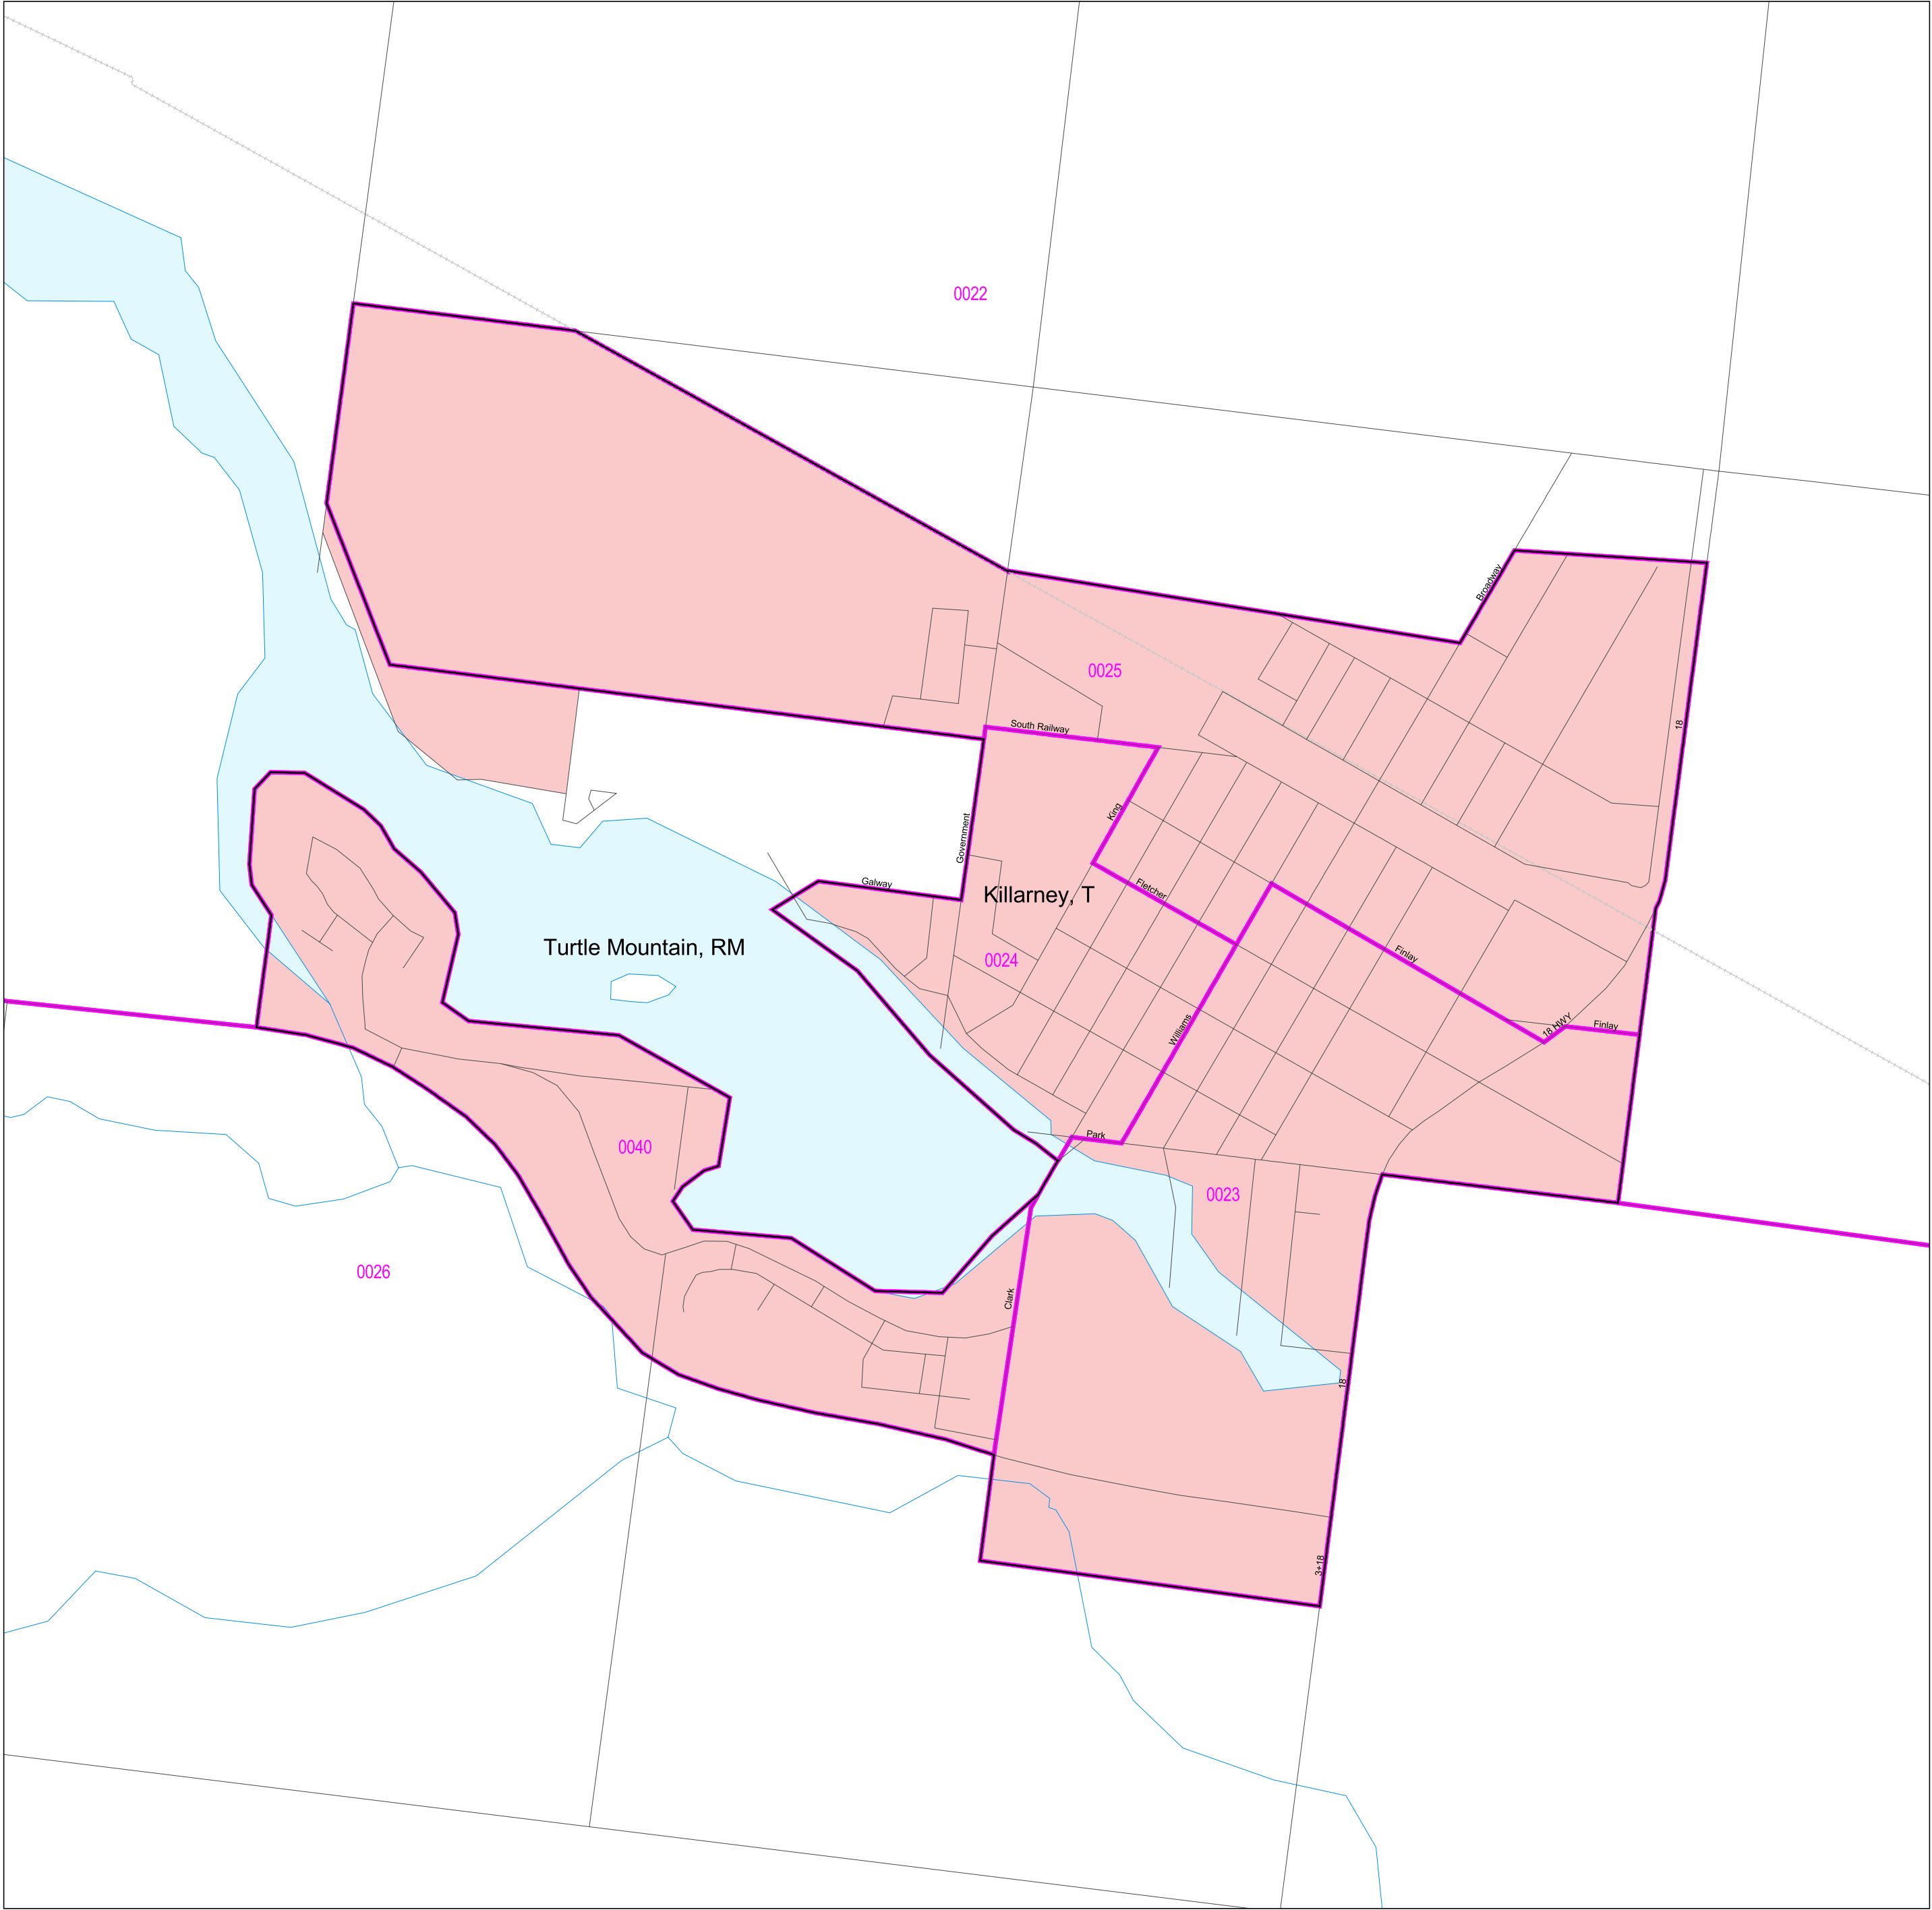 0022
Broadway
0025
18
South Railway
King
Government
Galway
Fletcher
Killarney, T
Turtle Mountain, RM
Finlay
0024
18 HWY
Finlay
Williams
Park
0040
0023
0026
Clark
18
3+18